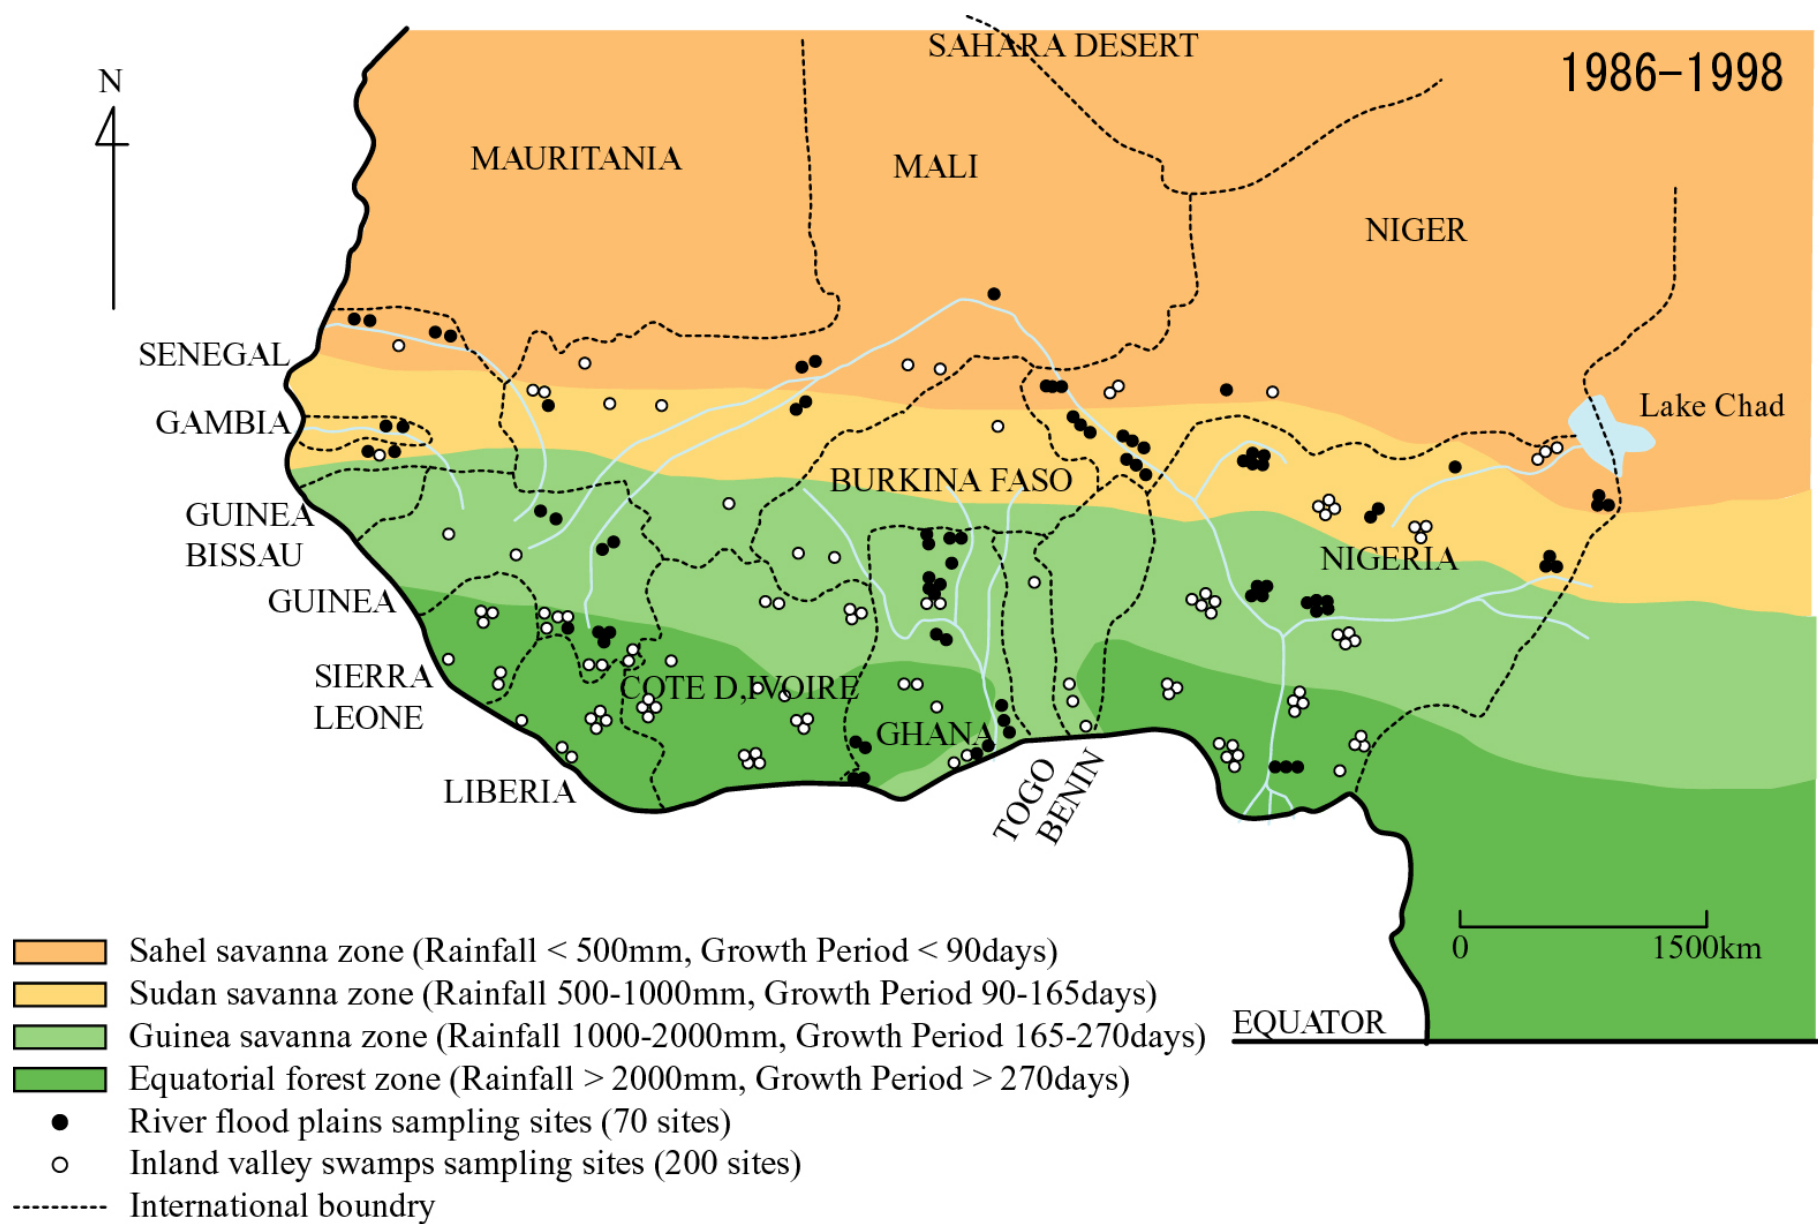 SAHARA DESERT
1986-1998
N
MAURITANIA
MALI
NIGER
SENEGAL
GAMBIA
Lake Chad
BURKINA FASO
GUINEA
BISSAU
NIGERIA
GUINEA
SIERRA
LEONE
COTE D,IVOIRE
GHANA
LIBERIA
TOGO
BENIN
0 1500km
EQUATOR
Sahel savanna zone (Rainfall < 500mm, Growth Period < 90days)
Sudan savanna zone (Rainfall 500-1000mm, Growth Period 90-165days)
Guinea savanna zone (Rainfall 1000-2000mm, Growth Period 165-270days)
Equatorial forest zone (Rainfall > 2000mm, Growth Period > 270days)
River flood plains sampling sites (70 sites)
Inland valley swamps sampling sites (200 sites)
International boundry